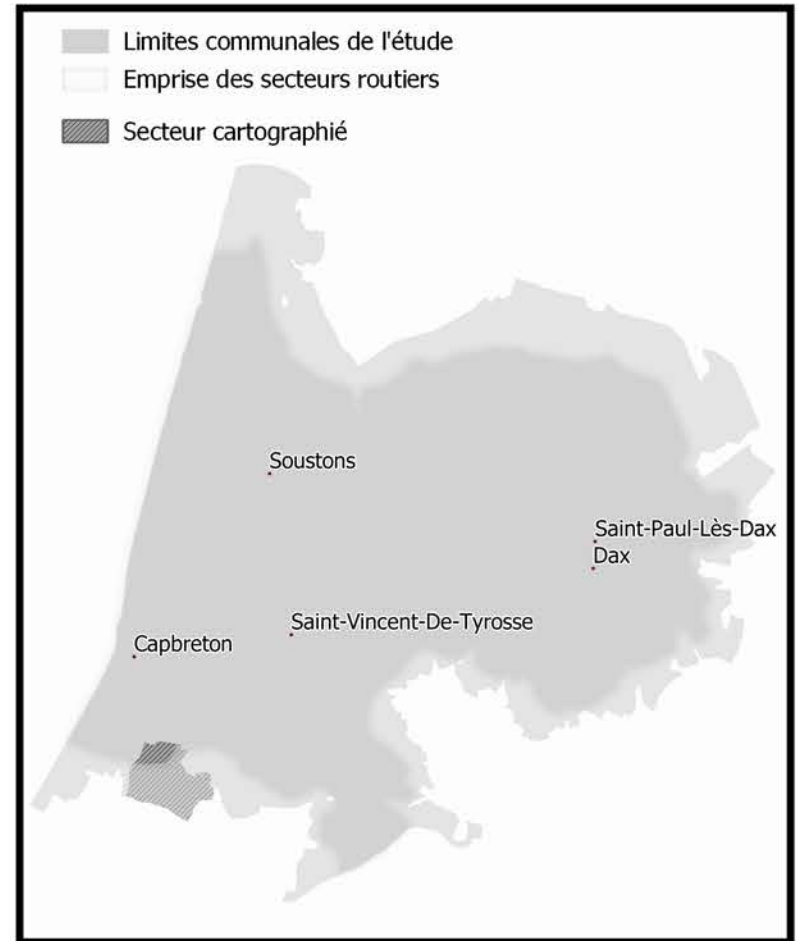 Limites communales de l'étude
Emprise des secteurs routiers
Secteur cartographié
Soustons
Saint-Paul-Lès-Dax
Dax
Saint-Vincent-De-Tyrosse
Capbreton